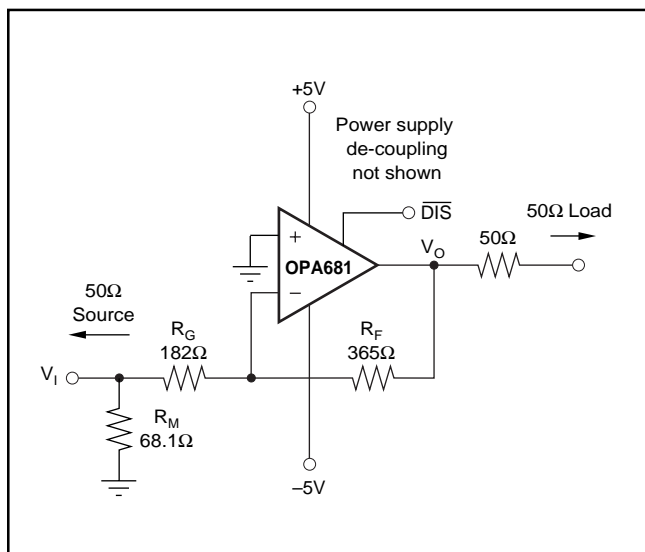 +5V
Power supply
de-coupling
not shown
DIS
50Ω Load
+
OPA681
–
V_O
50Ω
50Ω
Source
R_G
182Ω
R_F
365Ω
V_I
R_M
68.1Ω
–5V